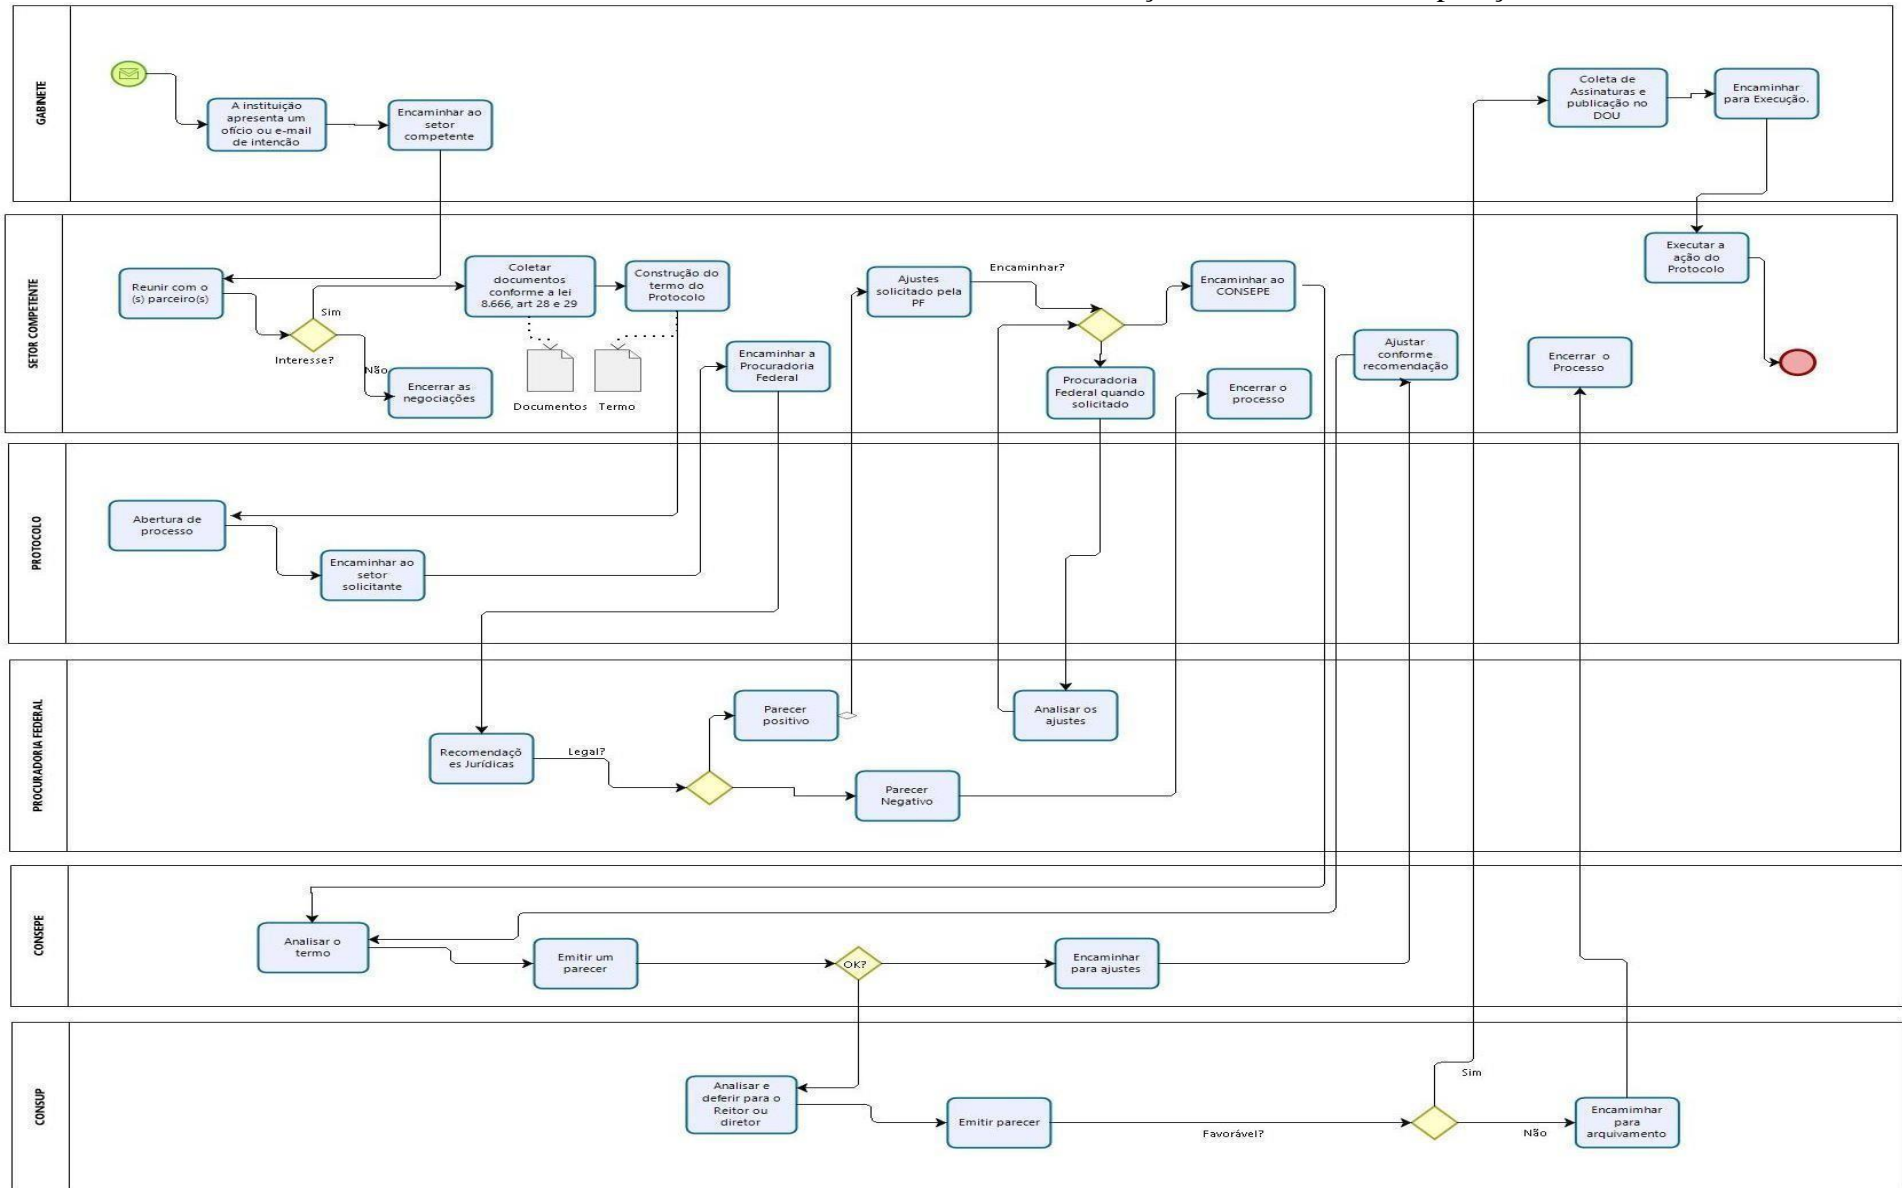 GABINETE
A instituição
apresenta um
ofício ou e-mail
de intenção
Encaminhar ao
setor
competente
Coleta de
Assinaturas e
publicação no
DOU
Encaminhar
para Execução.
SETOR COMPETENTE
Reunir com o
(s) parceiro(s)
Interesse?
Sim
Não
Coletar
documentos
conforme a lei
8.666, art 28 e 29
Construção do
termo do
Protocolo
Documentos
Termo
Encerrar as
negociações
Encaminhar a
Procuradoria
Federal
Ajustes
solicitado pela
PF
Encaminhar?
Encaminhar ao
CONSEPE
Procuradoria
Federal quando
solicitado
Encerrar o
processo
Ajustar
conforme
recomendação
Encerrar o
Processo
Executar a
ação do
Protocolo
PROTOCOLO
Abertura de
processo
Encaminhar ao
setor
solicitante
PROCURADORIA FEDERAL
Recomendaçõ
es Jurídicas
Legal?
Parecer
positivo
Parecer
Negativo
Analisar os
ajustes
CONSEPE
Analisar o
termo
Emitir um
parecer
OK?
Encaminhar
para ajustes
CONSUP
Analisar e
deferir para o
Reitor ou
diretor
Emitir parecer
Favorável?
Sim
Não
Encamimhar
para
arquivamento